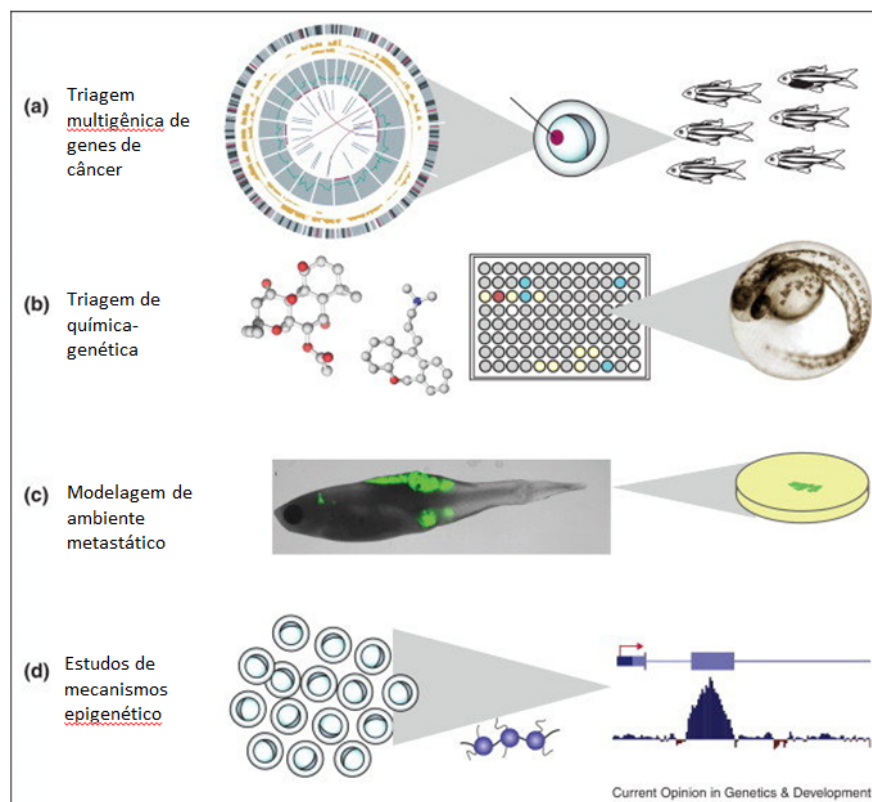 (a) Triagem
multigênica de
genes de
câncer
(b) Triagem de
química-
genética
(c) Modelagem de
ambiente
metastático
(d) Estudos de
mecanismos
epigenético
Current Opinion in Genetics & Development